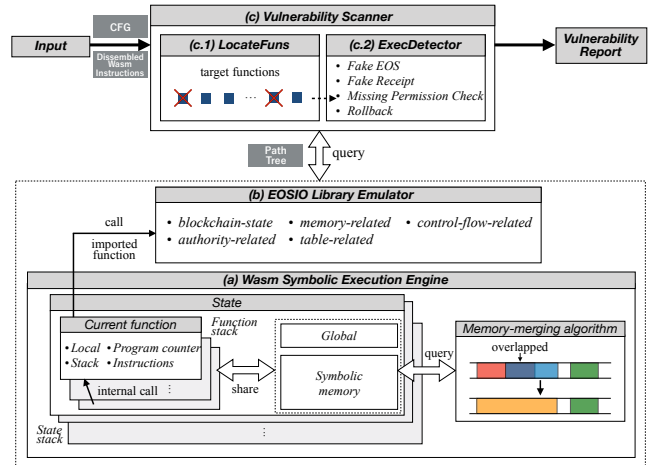 (c) Vulnerability Scanner
Input
CFG
Dissembled
Wasm
Instructions
(c.1) LocateFuns
target functions
...
(c.2) ExecDetector
• Fake EOS
• Fake Receipt
• Missing Permission Check
• Rollback
Vulnerability
Report
Path
Tree
query
(b) EOSIO Library Emulator
• blockchain-state • memory-related • control-flow-related
• authority-related • table-related
call
imported
function
(a) Wasm Symbolic Execution Engine
State
Current function
• Local • Program counter
• Stack • Instructions
internal call
Function
stack
share
Global
Symbolic
memory
query
Memory-merging algorithm
overlapped
State
stack